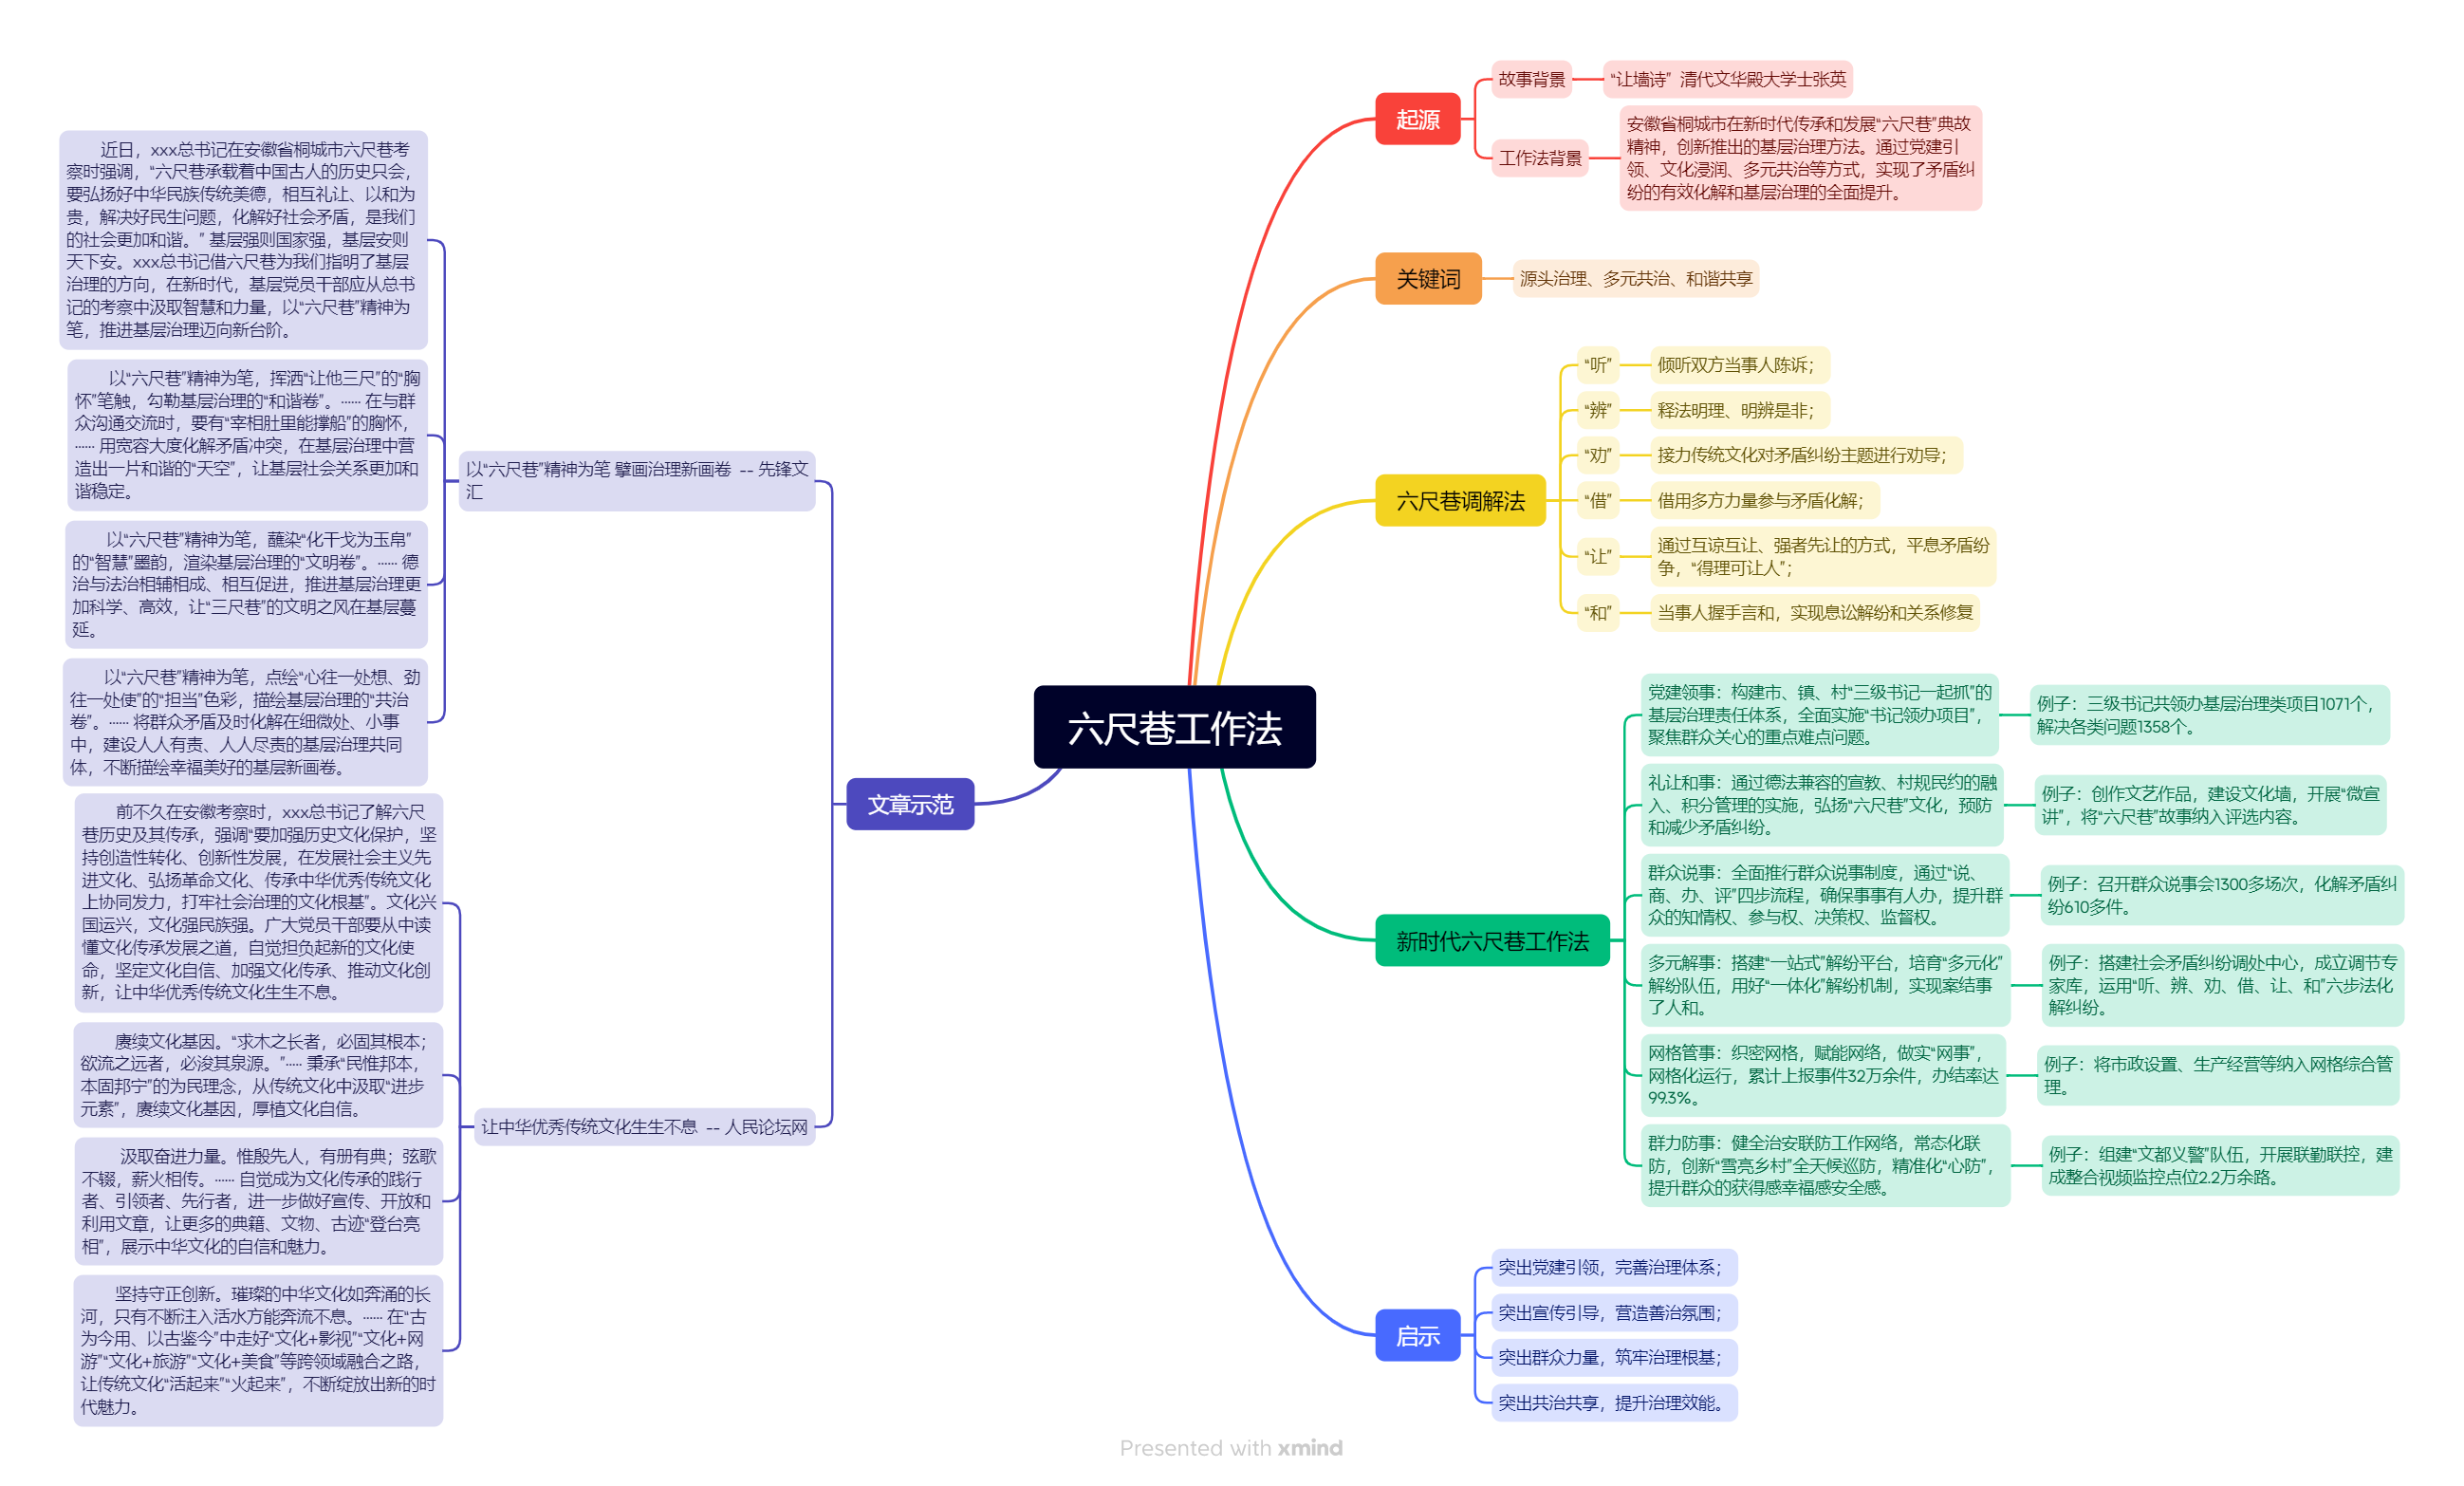 六尺巷工作法
起源
故事背景
“让墙诗” 清代文华殿大学士张英
工作法背景
安徽省桐城市在新时代传承和发展“六尺巷”典故
精神，创新推出的基层治理方法。通过党建引
领、文化浸润、多元共治等方式，实现了矛盾纠
纷的有效化解和基层治理的全面提升。
关键词
源头治理、多元共治、和谐共享
六尺巷调解法
“听”
倾听双方当事人陈诉；
“辨”
释法明理、明辨是非；
“劝”
接力传统文化对矛盾纠纷主题进行劝导；
“借”
借用多方力量参与矛盾化解；
“让”
通过互谅互让、强者先让的方式，平息矛盾纷
争，“得理可让人”；
“和”
当事人握手言和，实现息讼解纷和关系修复
新时代六尺巷工作法
党建领事：构建市、镇、村“三级书记一起抓”的
基层治理责任体系，全面实施“书记领办项目”，
聚焦群众关心的重点难点问题。
例子：三级书记共领办基层治理类项目1071个，
解决各类问题1358个。
礼让和事：通过德法兼容的宣教、村规民约的融
入、积分管理的实施，弘扬“六尺巷”文化，预防
和减少矛盾纠纷。
例子：创作文艺作品，建设文化墙，开展“微宣
讲”，将“六尺巷”故事纳入评选内容。
群众说事：全面推行群众说事制度，通过“说、
商、办、评”四步流程，确保事事有人办，提升群
众的知情权、参与权、决策权、监督权。
例子：召开群众说事会1300多场次，化解矛盾纠
纷610多件。
多元解事：搭建“一站式”解纷平台，培育“多元化”
解纷队伍，用好“一体化”解纷机制，实现案结事
了人和。
例子：搭建社会矛盾纠纷调处中心，成立调节专
家库，运用“听、辨、劝、借、让、和”六步法化
解纠纷。
网格管事：织密网格，赋能网络，做实“网事”，
网格化运行，累计上报事件32万余件，办结率达
99.3%。
例子：将市政设置、生产经营等纳入网格综合管
理。
群力防事：健全治安联防工作网络，常态化联
防，创新“雪亮乡村”全天候巡防，精准化“心防”，
提升群众的获得感幸福感安全感。
例子：组建“文都义警”队伍，开展联勤联控，建
成整合视频监控点位2.2万余路。
启示
突出党建引领，完善治理体系；
突出宣传引导，营造善治氛围；
突出群众力量，筑牢治理根基；
突出共治共享，提升治理效能。
文章示范
以“六尺巷”精神为笔 擘画治理新画卷 -- 先锋文
汇
近日，xxx总书记在安徽省桐城市六尺巷考
察时强调，“六尺巷承载着中国古人的历史只会，
要弘扬好中华民族传统美德，相互礼让、以和为
贵，解决好民生问题，化解好社会矛盾，是我们
的社会更加和谐。” 基层强则国家强，基层安则
天下安。xxx总书记借六尺巷为我们指明了基层
治理的方向，在新时代，基层党员干部应从总书
记的考察中汲取智慧和力量，以“六尺巷”精神为
笔，推进基层治理迈向新台阶。
以“六尺巷”精神为笔，挥洒“让他三尺”的“胸
怀”笔触，勾勒基层治理的“和谐卷”。…… 在与群
众沟通交流时，要有“宰相肚里能撑船”的胸怀，
…… 用宽容大度化解矛盾冲突，在基层治理中营
造出一片和谐的“天空”，让基层社会关系更加和
谐稳定。
以“六尺巷”精神为笔，蘸染“化干戈为玉帛”
的“智慧”墨韵，渲染基层治理的“文明卷”。…… 德
治与法治相辅相成、相互促进，推进基层治理更
加科学、高效，让“三尺巷”的文明之风在基层蔓
延。
以“六尺巷”精神为笔，点绘“心往一处想、劲
往一处使”的“担当”色彩，描绘基层治理的“共治
卷”。…… 将群众矛盾及时化解在细微处、小事
中，建设人人有责、人人尽责的基层治理共同
体，不断描绘幸福美好的基层新画卷。
让中华优秀传统文化生生不息 -- 人民论坛网
前不久在安徽考察时，xxx总书记了解六尺
巷历史及其传承，强调“要加强历史文化保护，坚
持创造性转化、创新性发展，在发展社会主义先
进文化、弘扬革命文化、传承中华优秀传统文化
上协同发力，打牢社会治理的文化根基”。文化兴
国运兴，文化强民族强。广大党员干部要从中读
懂文化传承发展之道，自觉担负起新的文化使
命，坚定文化自信、加强文化传承、推动文化创
新，让中华优秀传统文化生生不息。
赓续文化基因。“求木之长者，必固其根本；
欲流之远者，必浚其泉源。”…… 秉承“民惟邦本，
本固邦宁”的为民理念，从传统文化中汲取“进步
元素”，赓续文化基因，厚植文化自信。
汲取奋进力量。惟殷先人，有册有典；弦歌
不辍，薪火相传。…… 自觉成为文化传承的践行
者、引领者、先行者，进一步做好宣传、开放和
利用文章，让更多的典籍、文物、古迹“登台亮
相”，展示中华文化的自信和魅力。
坚持守正创新。璀璨的中华文化如奔涌的长
河，只有不断注入活水方能奔流不息。…… 在“古
为今用、以古鉴今”中走好“文化+影视”“文化+网
游”“文化+旅游”“文化+美食”等跨领域融合之路，
让传统文化“活起来”“火起来”，不断绽放出新的时
代魅力。
Presented with xmind